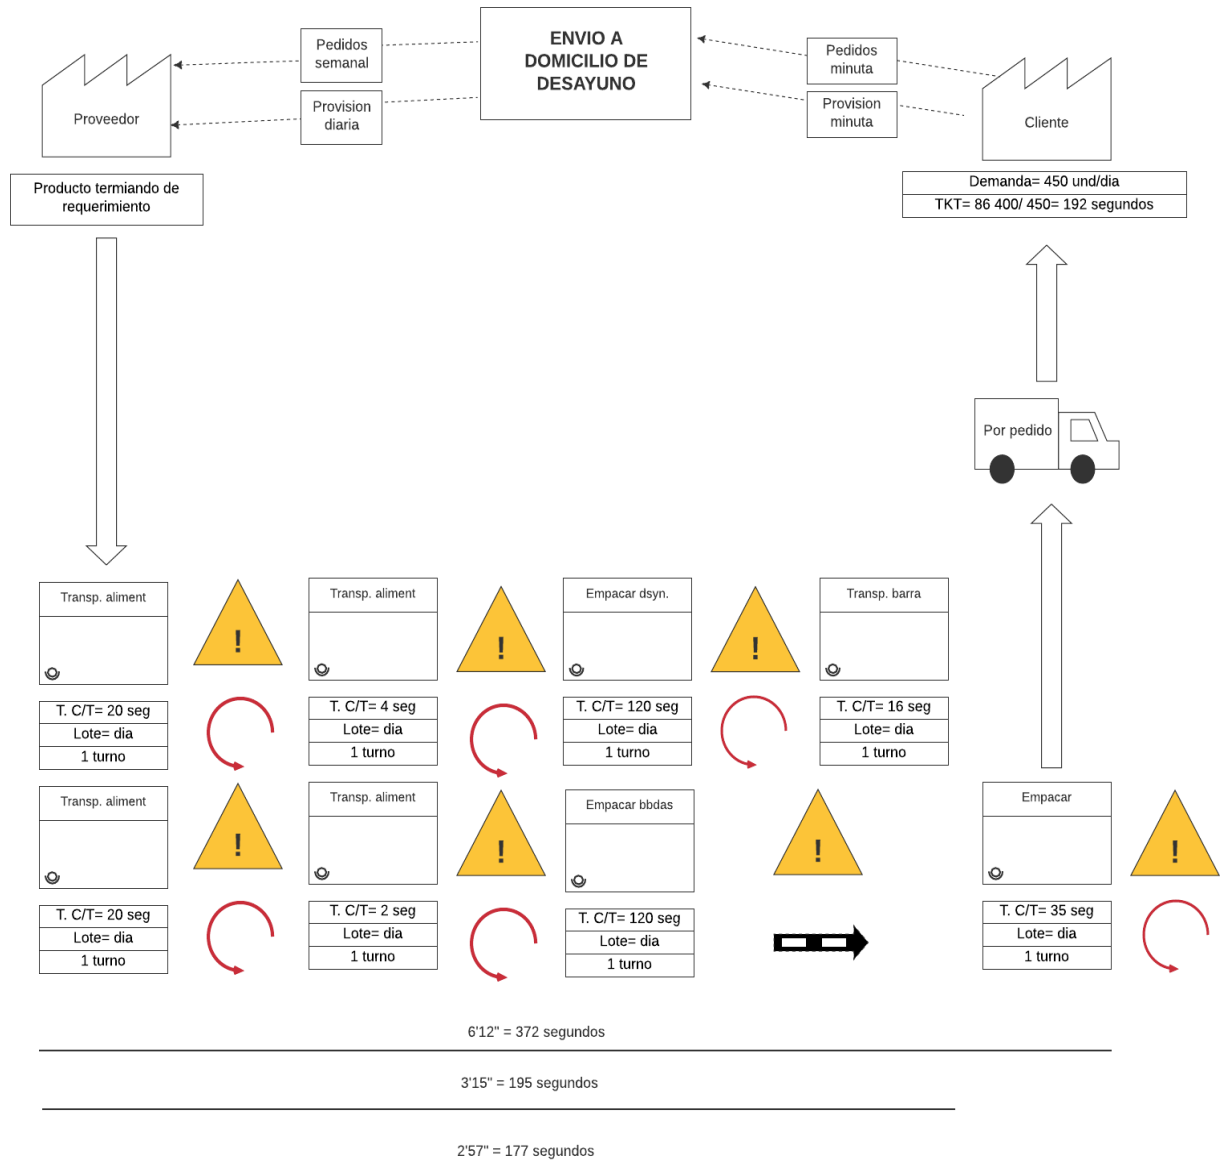 ENVIO A
DOMICILIO DE
DESAYUNO
Pedidos
semanal
Provision
diaria
Pedidos
minuta
Provision
minuta
Proveedor
Cliente
Producto termiando de
requerimiento
Demanda= 450 und/dia
TKT= 86 400/ 450= 192 segundos
Por pedido
Transp. aliment
!
Transp. aliment
!
Empacar dsyn.
!
Transp. barra
T. C/T= 20 seg
Lote= dia
1 turno
T. C/T= 4 seg
Lote= dia
1 turno
T. C/T= 120 seg
Lote= dia
1 turno
T. C/T= 16 seg
Lote= dia
1 turno
Transp. aliment
!
Transp. aliment
!
Empacar bbdas
!
Empacar
!
T. C/T= 20 seg
Lote= dia
1 turno
T. C/T= 2 seg
Lote= dia
1 turno
T. C/T= 120 seg
Lote= dia
1 turno
T. C/T= 35 seg
Lote= dia
1 turno
6'12" = 372 segundos
3'15" = 195 segundos
2'57" = 177 segundos